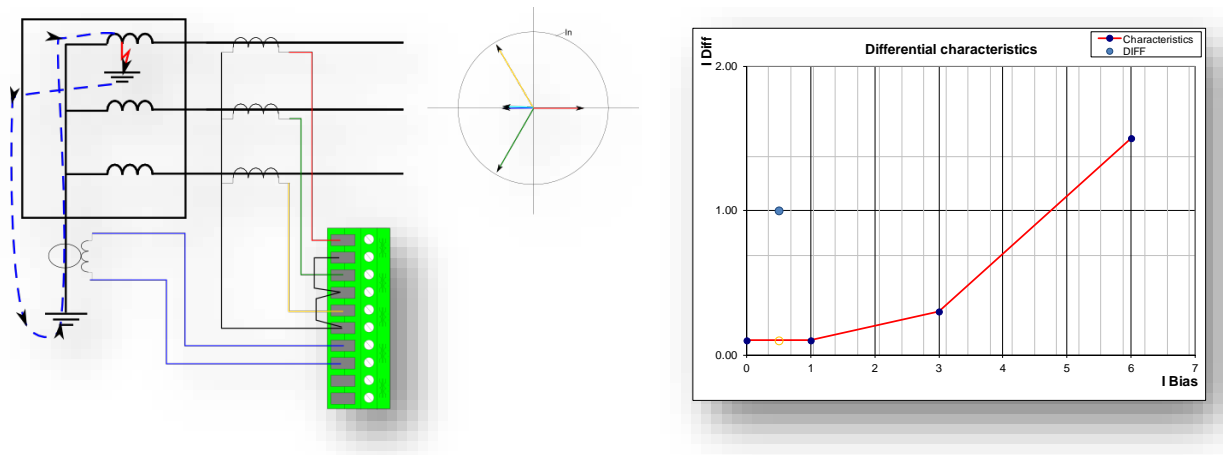 In
Differential characteristics
Characteristics
DIFF
I Diff
2.00
1.00
0.00
0 1 2 3 4 5 6 7
I Bias